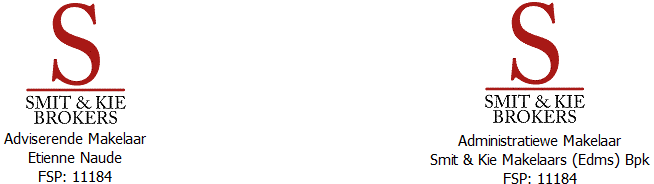 S
SMIT & KIE
BROKERS
Adviserende Makelaar
Etienne Naude
FSP: 11184
S
SMIT & KIE
BROKERS
Administratiewe Makelaar
Smit & Kie Makelaars (Edms) Bpk
FSP: 11184